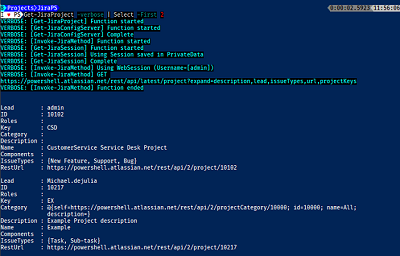 Projects>JiraPS 0:00:02.5923 11:56:06
I ♥ PS> Get-JiraProject -verbose | Select -First 2
VERBOSE: [Get-JiraProject] Function started
VERBOSE: [Get-JiraConfigServer] Function started
VERBOSE: [Get-JiraConfigServer] Complete
VERBOSE: [Invoke-JiraMethod] Function started
VERBOSE: [Get-JiraSession] Function started
VERBOSE: [Get-JiraSession] Using Session saved in PrivateData
VERBOSE: [Get-JiraSession] Complete
VERBOSE: [Invoke-JiraMethod] Using WebSession (Username=[admin])
VERBOSE: [Invoke-JiraMethod] GET
https://powershell.atlassian.net/rest/api/latest/project?expand=description,lead,issueTypes,url,projectKeys
VERBOSE: [Invoke-JiraMethod] Function ended
Lead : admin
ID : 10102
Roles :
Key : CSD
Category :
Description :
Name : CustomerService Service Desk Project
Components :
IssueTypes : {New Feature, Support, Bug}
RestUrl : https://powershell.atlassian.net/rest/api/2/project/10102
Lead : Michael.dejulia
ID : 10217
Roles :
Key : EX
Category : @{self=https://powershell.atlassian.net/rest/api/2/projectCategory/10000; id=10000; name=All;
description=}
Description : Example Project description
Name : Example
Components :
IssueTypes : {Task, Sub-task}
RestUrl : https://powershell.atlassian.net/rest/api/2/project/10217